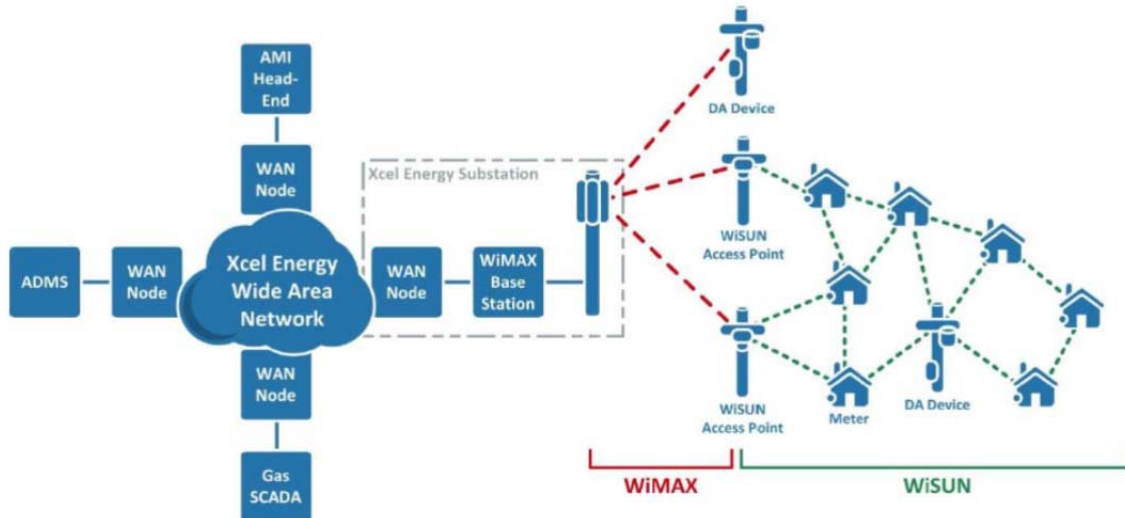 AMI
Head-
End
WAN
Node
ADMS
WAN
Node
Xcel Energy
Wide Area
Network
WAN
Node
Gas
SCADA
Xcel Energy Substation
WAN
Node
WiMAX
Base
Station
DA Device
WiSUN
Access Point
WiSUN
Access Point
Meter
DA Device
WiMAX
WiSUN